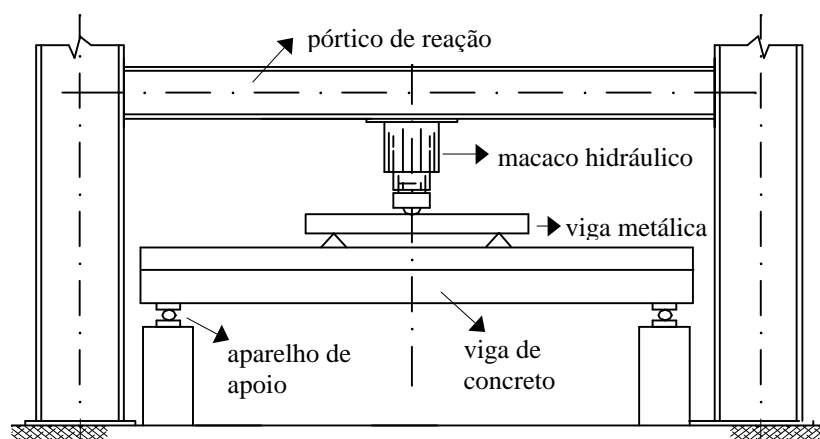 pórtico de reação
macaco hidráulico
viga metálica
aparelho de
apoio
viga de
concreto